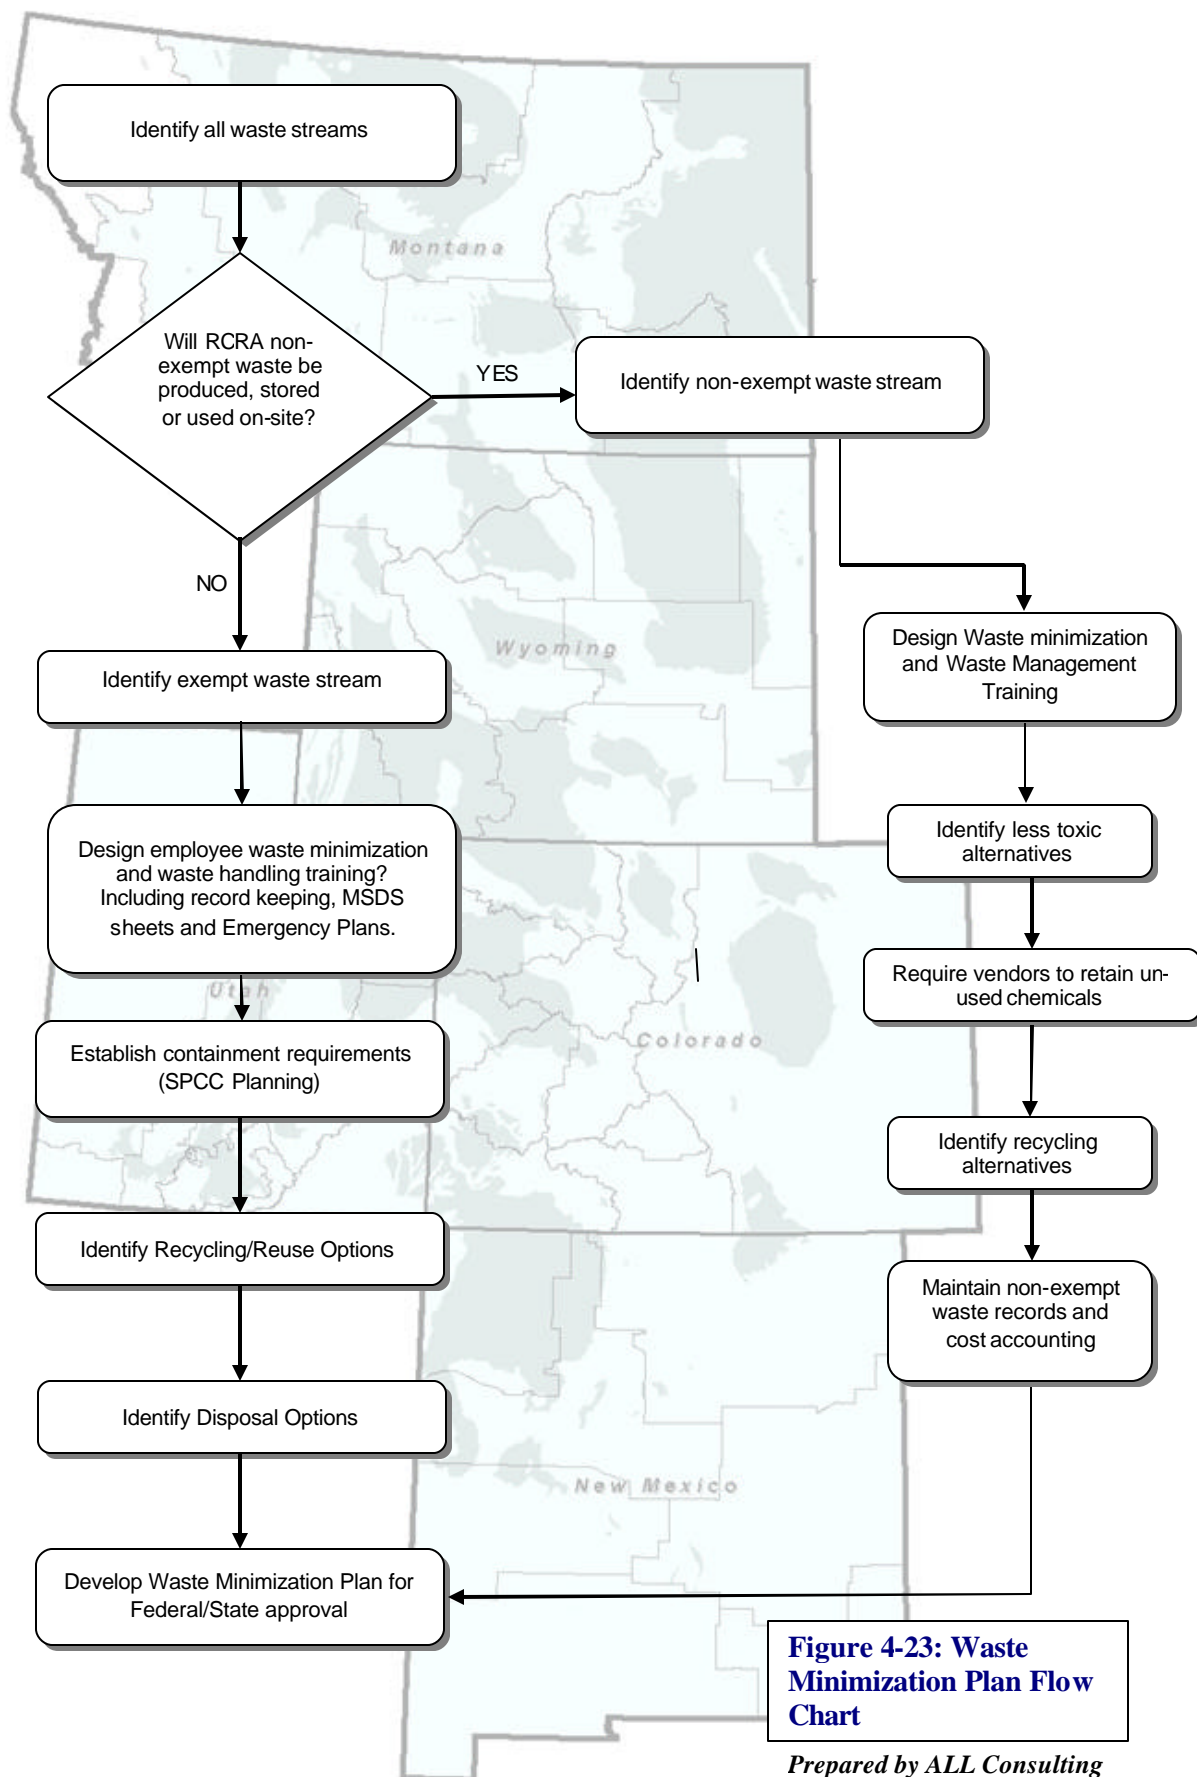 Identify all waste streams
Montana
Will RCRA non-
exempt waste be
produced, stored
or used on-site?
YES
Identify non-exempt waste stream
NO
Wyoming
Identify exempt waste stream
Design Waste minimization
and Waste Management
Training
Design employee waste minimization
and waste handling training?
Including record keeping, MSDS
sheets and Emergency Plans.
Identify less toxic
alternatives
Utah
Require vendors to retain un-
used chemicals
Establish containment requirements
(SPCC Planning)
Colorado
Identify recycling
alternatives
Identify Recycling/Reuse Options
Maintain non-exempt
waste records and
cost accounting
Identify Disposal Options
New Mexico
Develop Waste Minimization Plan for
Federal/State approval
Figure 4-23: Waste
Minimization Plan Flow
Chart
Prepared by ALL Consulting